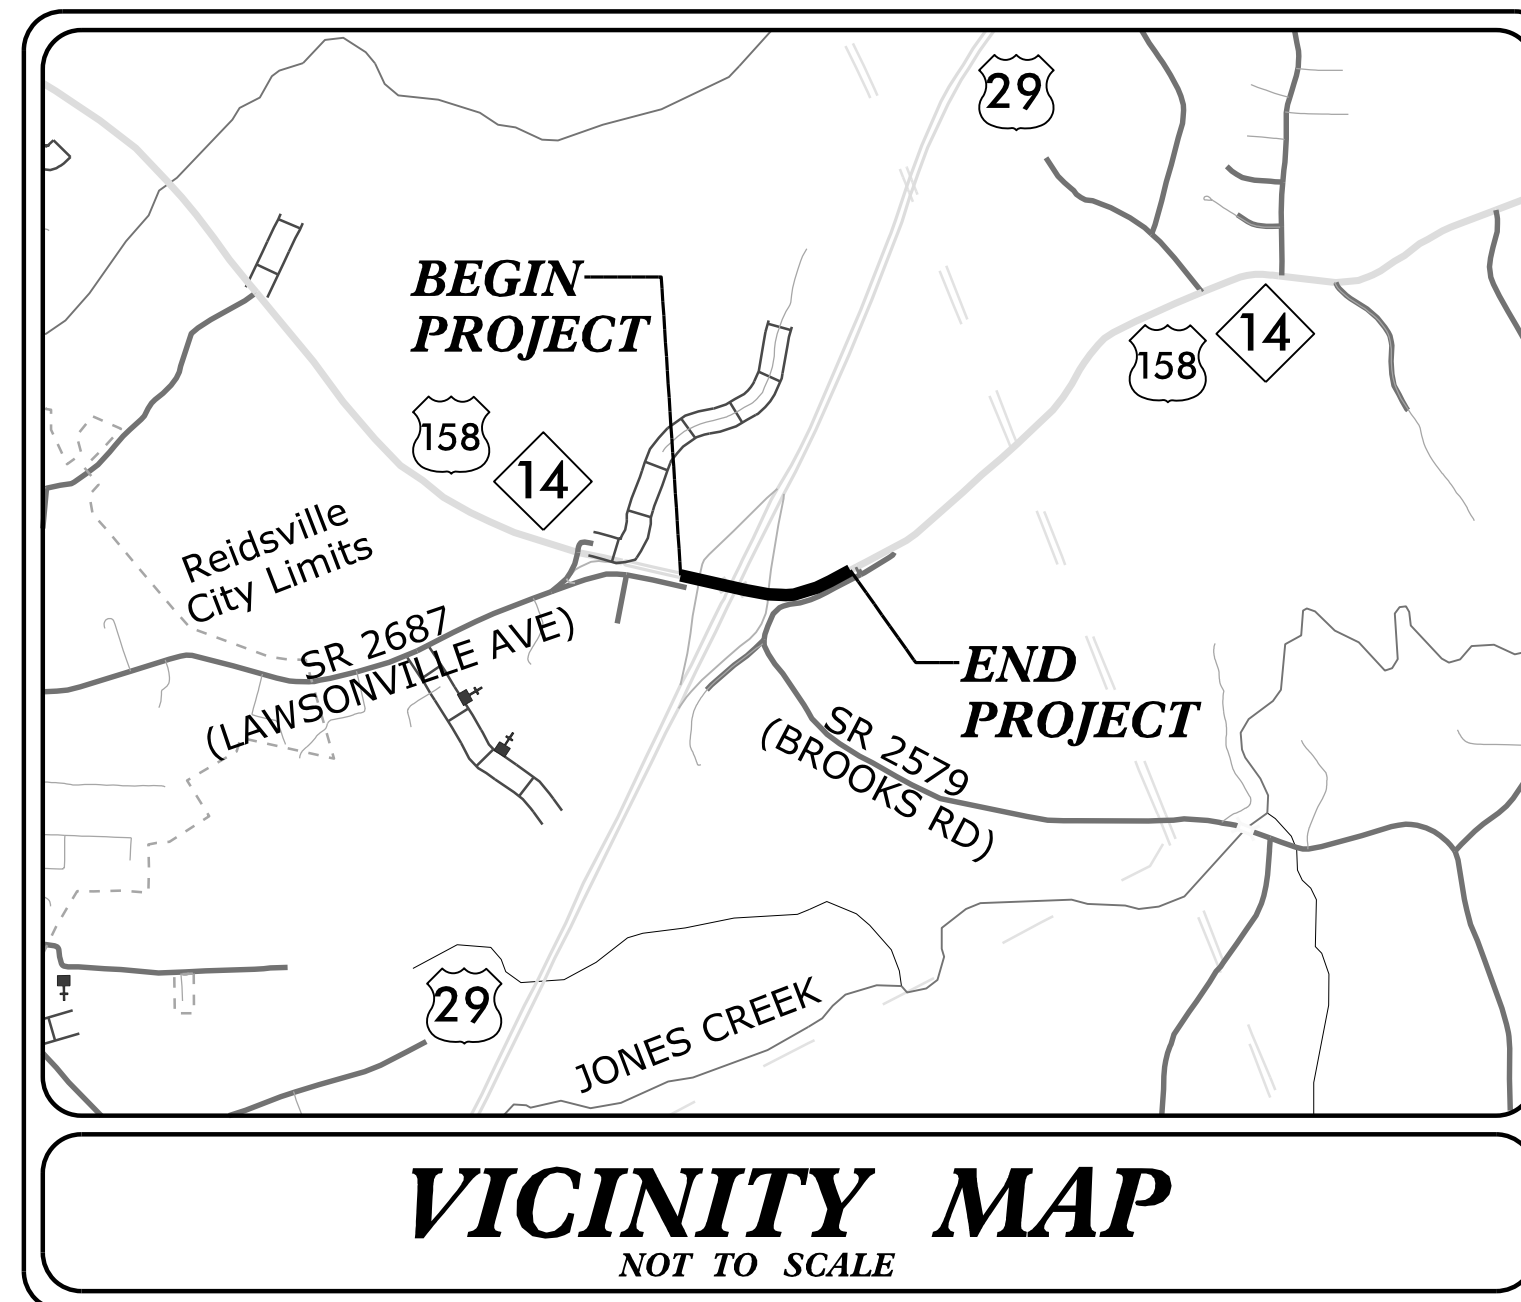 29
BEGIN
PROJECT
158
14
158
14
Reidsville
City Limits
SR 2687
(LAWSONVILLE AVE)
END
PROJECT
SR 2579
(BROOKS RD)
29
JONES CREEK
VICINITY MAP
NOT TO SCALE